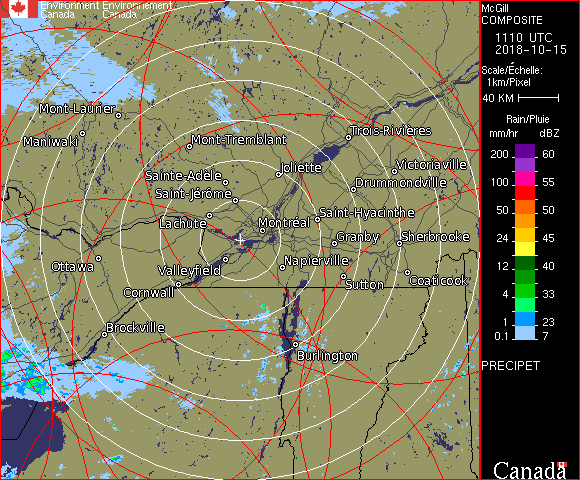 Environment Environnement
Canada Canada
Mont-Laurier
Maniwaki
Mont-Tremblant
Trois-Rivières
Sainte-Adèle
Joliette
Victoriaville
Saint-Jérôme
Drummondville
Lachute
Montréal
Saint-Hyacinthe
Granby
Sherbrooke
Ottawa
Valleyfield
Napierville
Cornwall
Sutton
Coaticook
Brockville
Burlington
McGill
COMPOSITE
1110 UTC
2018-10-15
Scale/Échelle:
1km/Pixel
40 KM
Rain/Pluie
mm/hr dBZ
200 60
100 55
50 50
24 45
12 40
4 33
1 23
0.1 7
PRECIPET
Canada